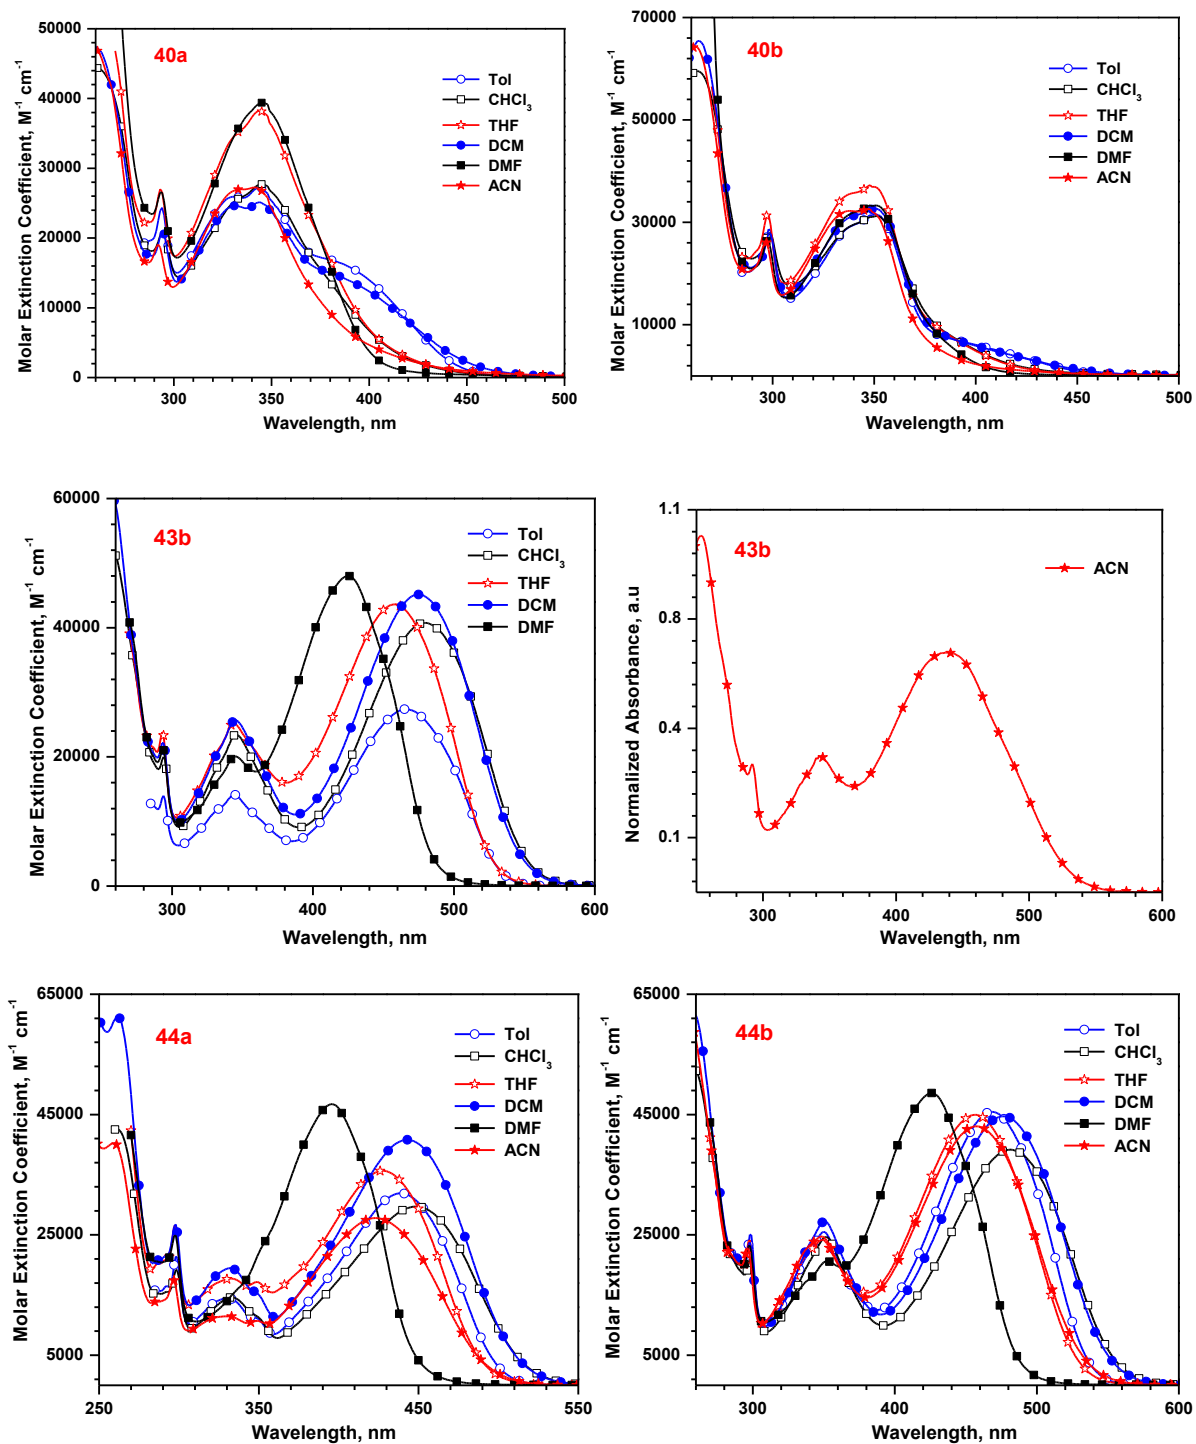 40a
Tol
CHCl3
THF
DCM
DMF
ACN
Molar Extinction Coefficient, M-1 cm-1
50000
40000
30000
20000
10000
0
300 350 400 450 500
Wavelength, nm
40b
Tol
CHCl3
THF
DCM
DMF
ACN
Molar Extinction Coefficient, M-1 cm-1
70000
50000
30000
10000
300 350 400 450 500
Wavelength, nm
43b
Tol
CHCl3
THF
DCM
DMF
Molar Extinction Coefficient, M-1 cm-1
60000
40000
20000
0
300 400 500 600
Wavelength, nm
43b
ACN
Normalized Absorbance, a.u
1.1
0.8
0.4
0.1
300 400 500 600
Wavelength, nm
44a
Tol
CHCl3
THF
DCM
DMF
ACN
Molar Extinction Coefficient, M-1 cm-1
65000
45000
25000
5000
250 300 350 400 450 500 550
Wavelength, nm
44b
Tol
CHCl3
THF
DCM
DMF
ACN
Molar Extinction Coefficient, M-1 cm-1
65000
45000
25000
5000
300 400 500 600
Wavelength, nm